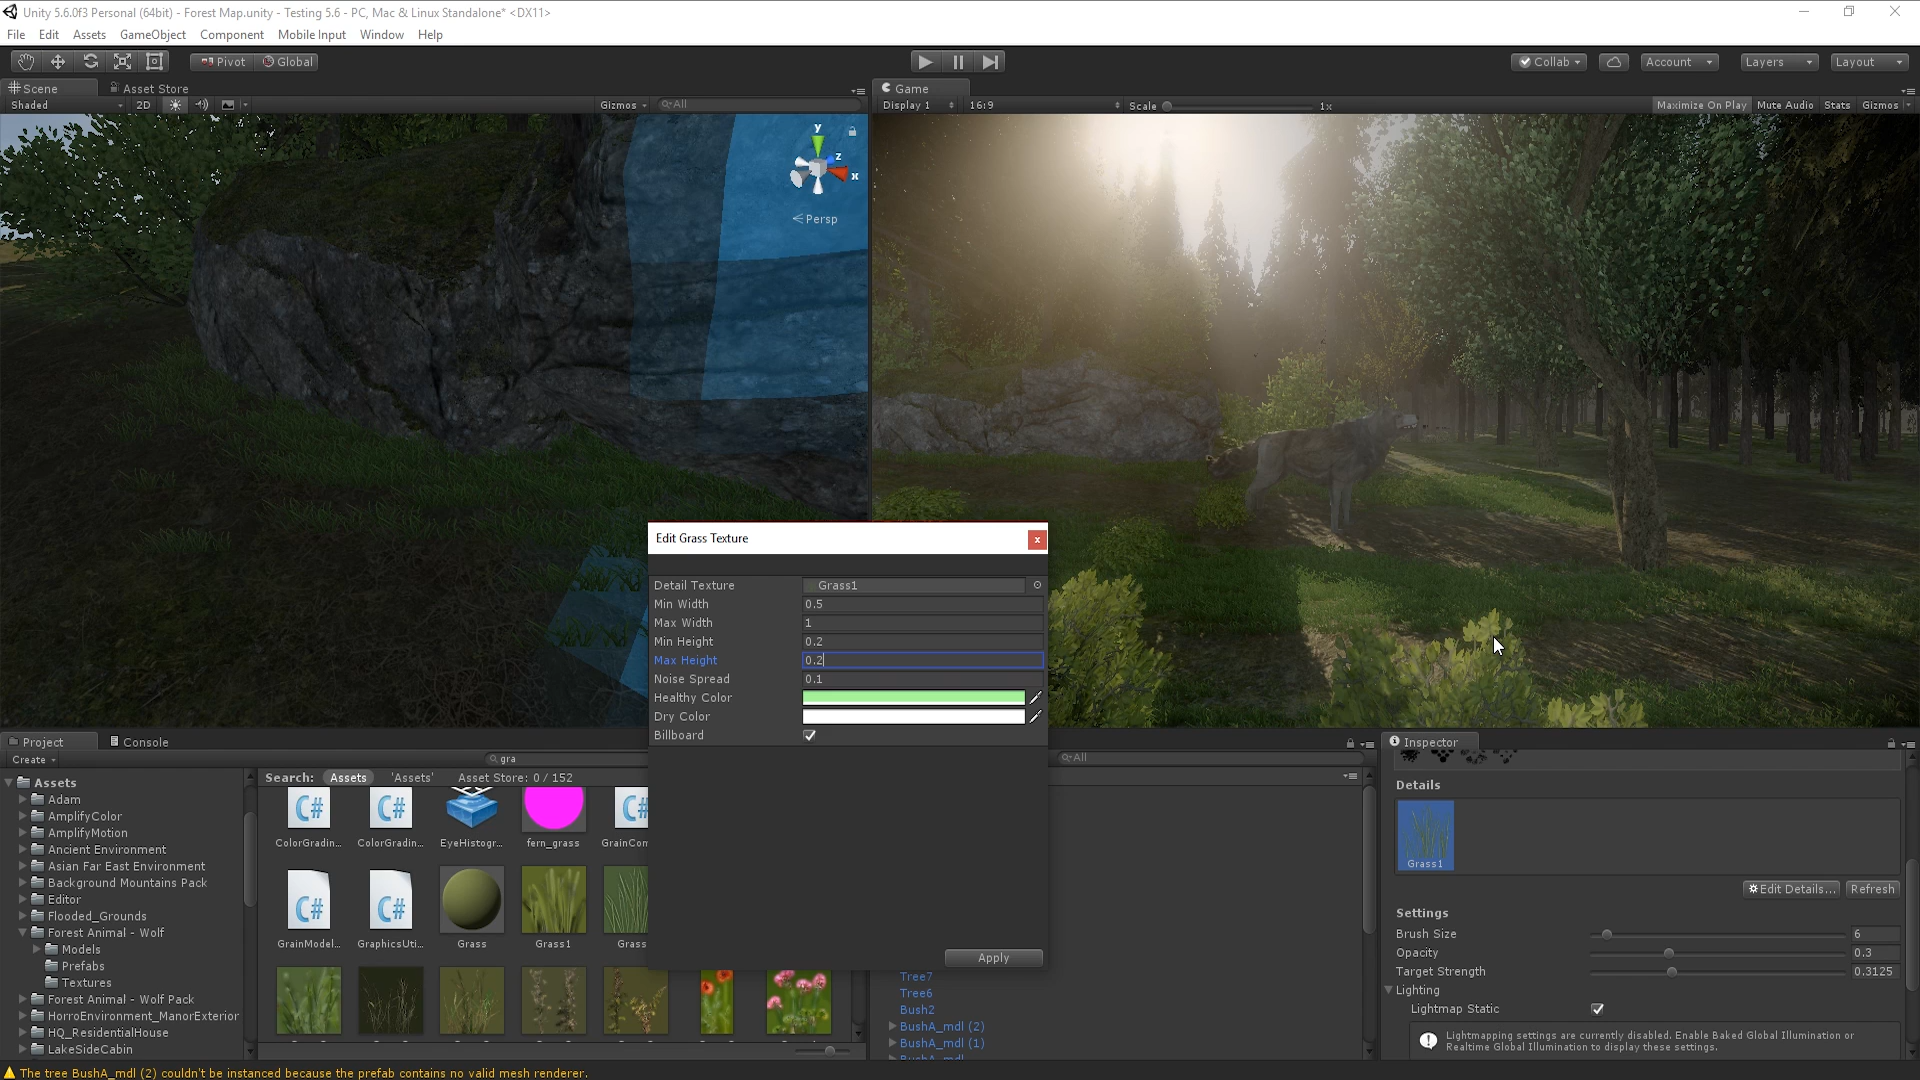 Unity 5.6.0f3 Personal (64bit) - Forest Map.unity - Testing 5.6 - PC, Mac & Linux Standalone* <DX11>
File Edit Assets GameObject Component Mobile Input Window Help
Pivot Global Collab Account Layers Layout
Scene Asset Store Game
Shaded 2D Gizmos All Display 1 16:9 Scale 1x Maximize On Play Mute Audio Stats Gizmos
y
z
x
Persp
Edit Grass Texture
x
Detail Texture Grass1
Min Width 0.5
Max Width 1
Min Height 0.2
Max Height 0.2
Noise Spread 0.1
Healthy Color
Dry Color
Billboard
Apply
Project Console
Create gra All
Assets
Adam
AmplifyColor
AmplifyMotion
Ancient Environment
Asian Far East Environment
Background Mountains Pack
Editor
Flooded_Grounds
Forest Animal - Wolf
Models
Prefabs
Textures
Forest Animal - Wolf Pack
HorroEnvironment_ManorExterior
HQ_ResidentialHouse
LakeSideCabin
Search: Assets 'Assets' Asset Store: 0 / 152
C# C# C#
ColorGradin... ColorGradin... EyeHistogr... fern_grass GrainCon
C# C#
GrainModel... GraphicsUti... Grass Grass1 Grass
Tree7
Tree6
Bush2
BushA_mdl (2)
BushA_mdl (1)
BushA_mdl
Inspector
Details
Grass1
Edit Details... Refresh
Settings
Brush Size 6
Opacity 0.3
Target Strength 0.3125
Lighting
Lightmap Static
Lightmapping settings are currently disabled. Enable Baked Global Illumination or
Realtime Global Illumination to display these settings.
The tree BushA_mdl (2) couldn't be instanced because the prefab contains no valid mesh renderer.